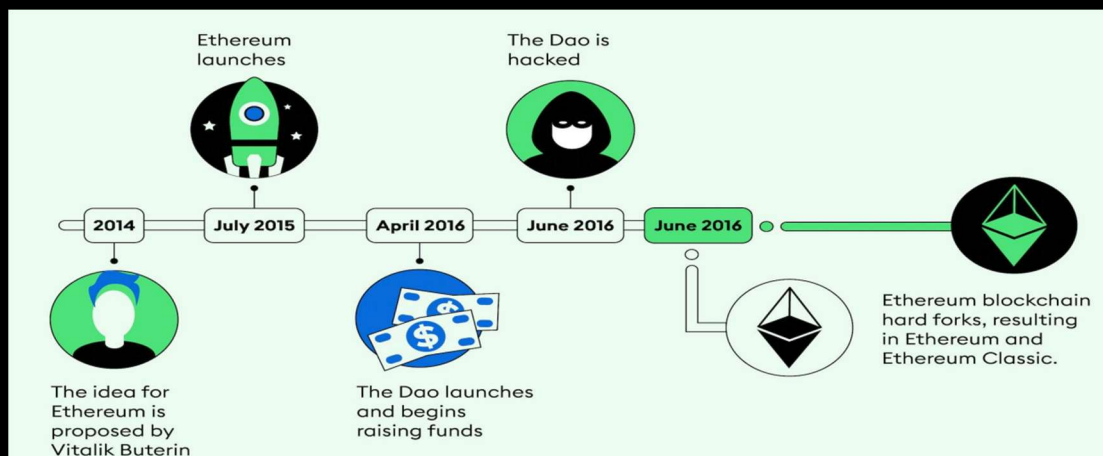 Ethereum
launches
The Dao is
hacked
2014
July 2015
April 2016
June 2016
June 2016
The idea for
Ethereum is
proposed by
Vitalik Buterin
The Dao launches
and begins
raising funds
Ethereum blockchain
hard forks, resulting
in Ethereum and
Ethereum Classic.